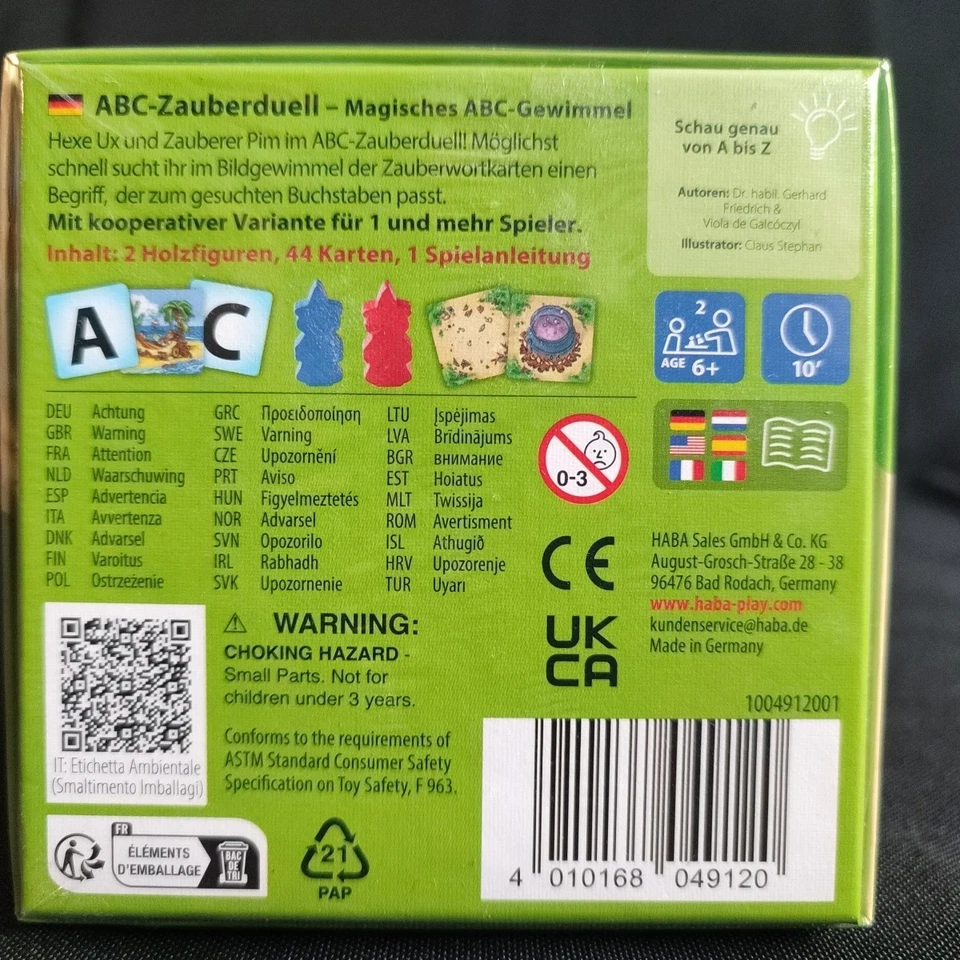 ABC-Zauberduell – Magisches ABC-Gewimmel
Hexe Ux und Zauberer Pim im ABC-Zauberduell! Möglichst
schnell sucht ihr im Bildgewimmel der Zauberwortkarten einen
Begriff, der zum gesuchten Buchstaben passt.
Mit kooperativer Variante für 1 und mehr Spieler.
Inhalt: 2 Holzfiguren, 44 Karten, 1 Spielanleitung
Schau genau
von A bis Z
Autoren: Dr. habil. Gerhard
Friedrich &
Viola de Galcóczyl
Illustrator: Claus Stephan
A C
2
AGE 6+
10'
DEU Achtung
GBR Warning
FRA Attention
NLD Waarschuwing
ESP Advertencia
ITA Avvertenza
DNK Advarsel
FIN Varoitus
POL Ostrzeżenie
GRC Προειδοποίηση
SWE Varning
CZE Upozornění
PRT Aviso
HUN Figyelmeztetés
NOR Advarsel
SVN Opozorilo
IRL Rabhadh
SVK Upozornenie
LTU Įspėjimas
LVA Brīdinājums
BGR внимание
EST Hoiatus
MLT Twissija
ROM Avertisment
ISL Athugið
HRV Upozorenje
TUR Uyarı
0-3
CE
UK
CA
HABA Sales GmbH & Co. KG
August-Grosch-Straße 28 - 38
96476 Bad Rodach, Germany
www.haba-play.com
kundenservice@haba.de
Made in Germany
1004912001
IT: Etichetta Ambientale
(Smaltimento Imballagi)
WARNING:
CHOKING HAZARD -
Small Parts. Not for
children under 3 years.
Conforms to the requirements of
ASTM Standard Consumer Safety
Specification on Toy Safety, F 963.
FR
ÉLÉMENTS
D'EMBALLAGE
BAC
DE
TRI
21
PAP
4 010168 049120